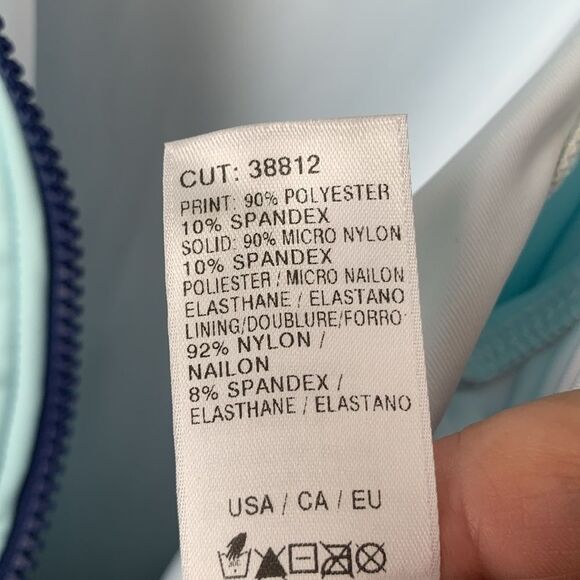 CUT: 38812
PRINT: 90% POLYESTER
10% SPANDEX
SOLID: 90% MICRO NYLON
10% SPANDEX
POLIESTER / MICRO NAILON
ELASTHANE / ELASTANO
LINING/DOUBLURE/FORRO
92% NYLON /
NAILON
8% SPANDEX /
ELASTHANE / ELASTANO
USA / CA / EU